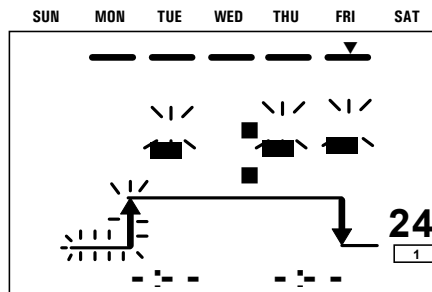 SUN MON TUE WED THU FRI SAT
- : - -
24
1
- : - - - : - -